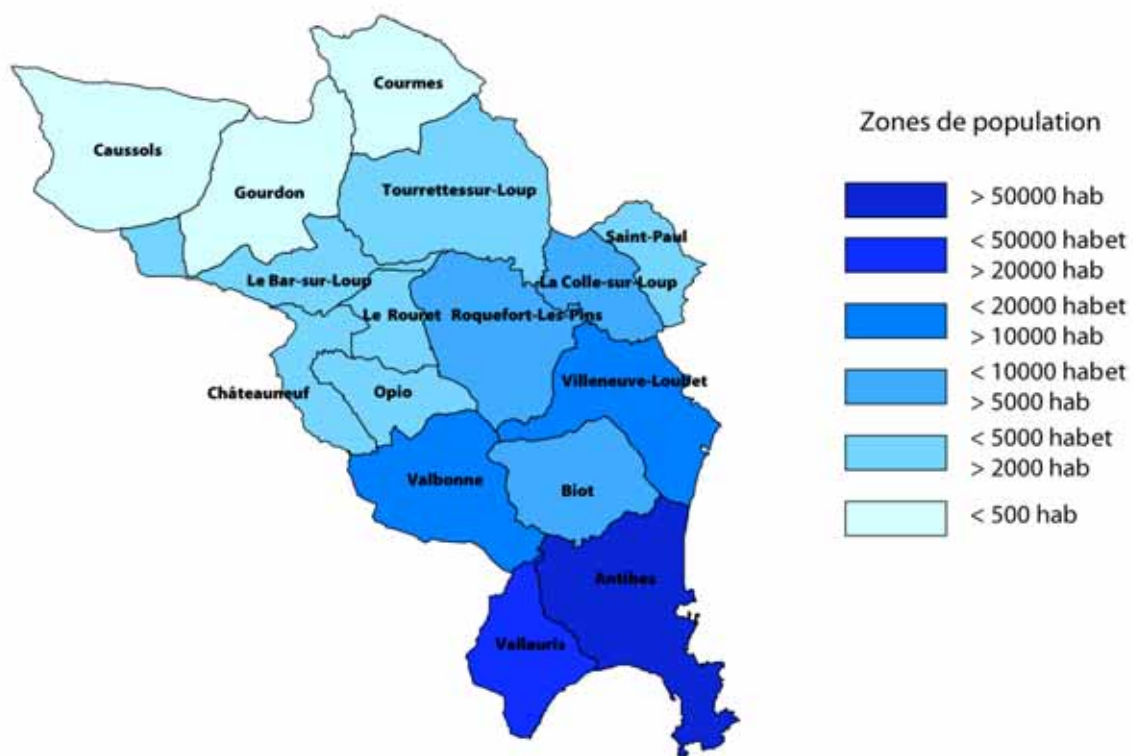 Courmes
Caussols
Gourdon
Tourrettessur-Loup
Saint-Paul
Le Bar-sur-Loup
La Colle-sur-Loup
Le Rouret
Roquefort-Les-Pins
Châteauneuf
Opio
Villeneuve-Loubet
Valbonne
Biot
Antibes
Vallauris
Zones de population
> 50000 hab
< 50000 habet
> 20000 hab
< 20000 habet
> 10000 hab
< 10000 habet
> 5000 hab
< 5000 habet
> 2000 hab
< 500 hab